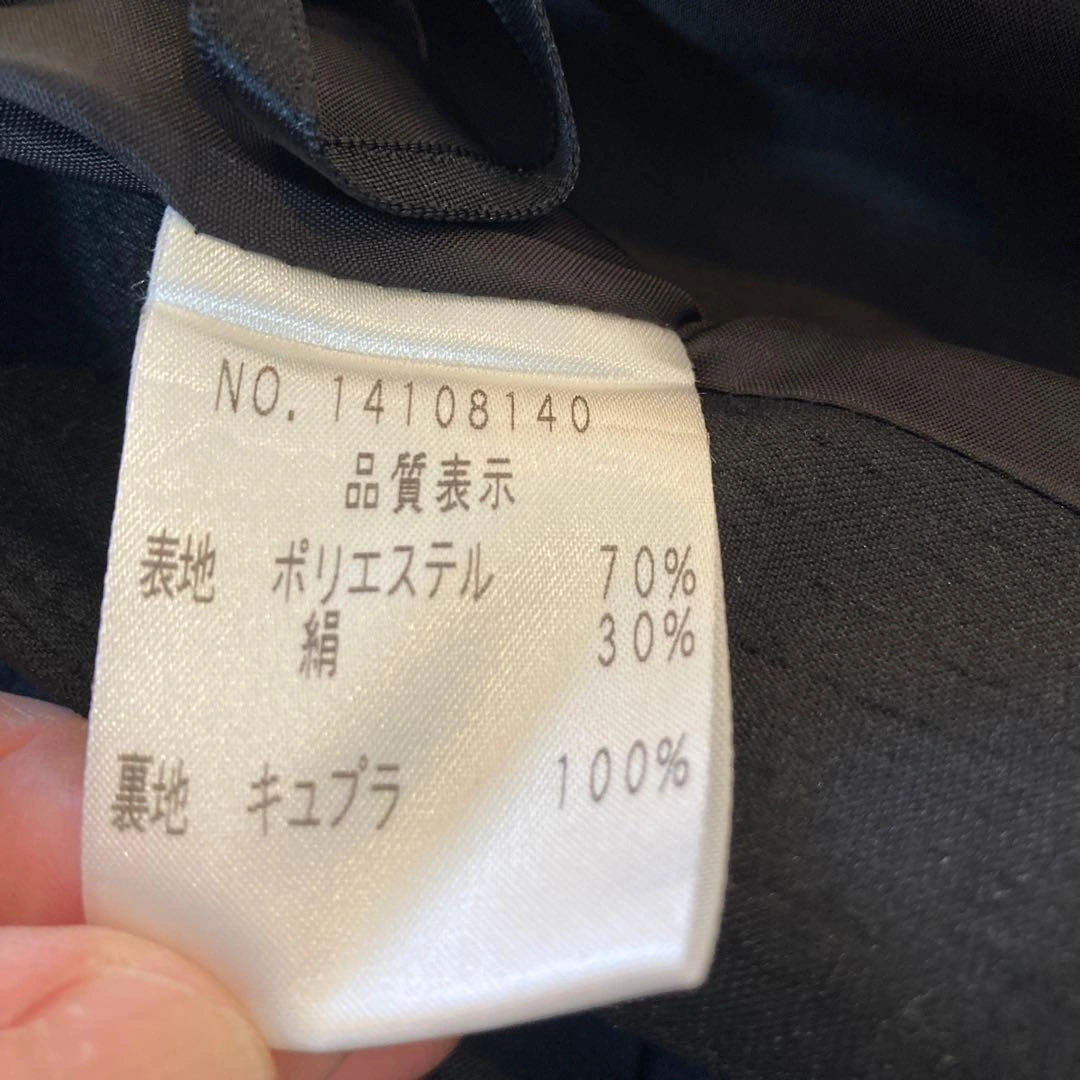 NO. 14108140
品質表示
表地 ポリエステル 70%
絹 30%
裏地 キュプラ 100%